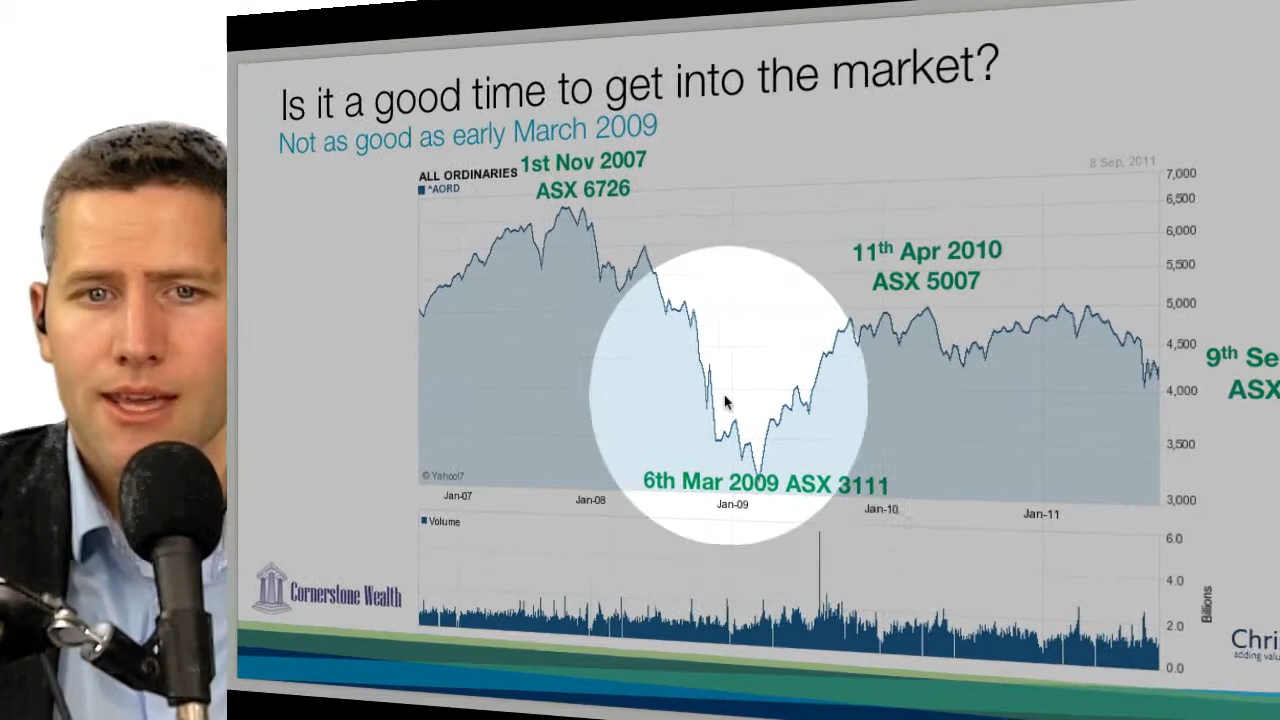 Is it a good time to get into the market?
Not as good as early March 2009
ALL ORDINARIES
^AORD
1st Nov 2007
ASX 6726
8 Sep, 2011
11th Apr 2010
ASX 5007
7,000
6,500
6,000
5,500
5,000
4,500
4,000
3,500
3,000
9th Se
ASX
6th Mar 2009 ASX 3111
© Yahoo!7
Jan-07
Jan-08
Jan-09
Jan-10
Jan-11
Volume
6.0
4.0
2.0
0.0
Billions
Cornerstone Wealth
Chri
adding valu